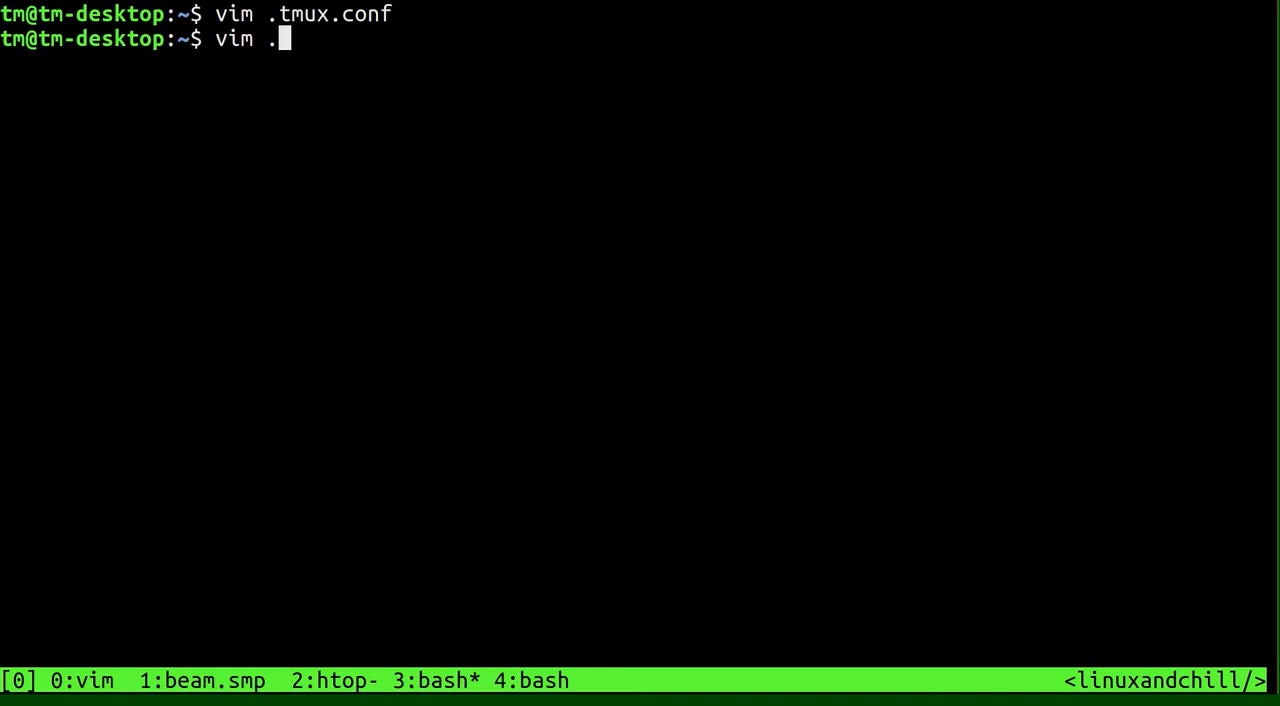 tm@tm-desktop:~$ vim .tmux.conf
tm@tm-desktop:~$ vim .
[0] 0:vim  1:beam.smp  2:htop- 3:bash* 4:bash <linuxandchill/>